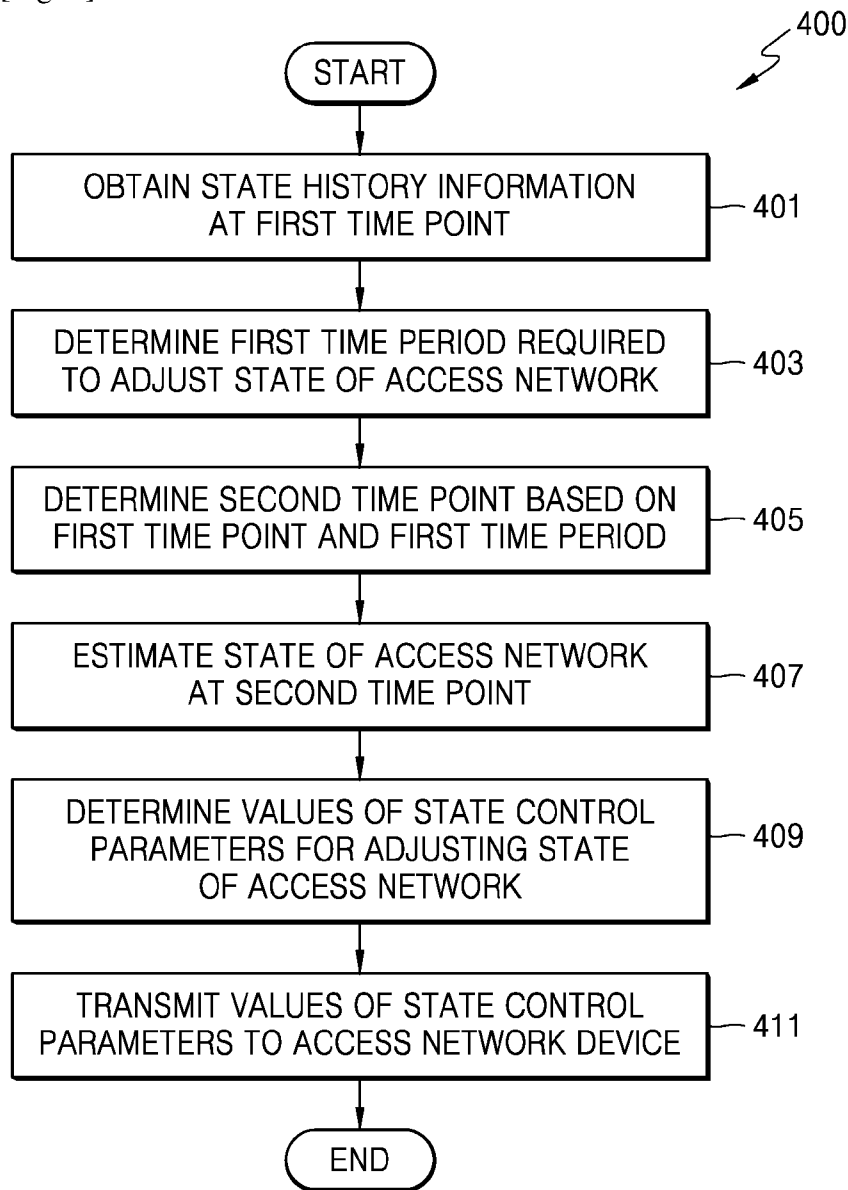 400
START
OBTAIN STATE HISTORY INFORMATION
AT FIRST TIME POINT
401
DETERMINE FIRST TIME PERIOD REQUIRED
TO ADJUST STATE OF ACCESS NETWORK
403
DETERMINE SECOND TIME POINT BASED ON
FIRST TIME POINT AND FIRST TIME PERIOD
405
ESTIMATE STATE OF ACCESS NETWORK
AT SECOND TIME POINT
407
DETERMINE VALUES OF STATE CONTROL
PARAMETERS FOR ADJUSTING STATE
OF ACCESS NETWORK
409
TRANSMIT VALUES OF STATE CONTROL
PARAMETERS TO ACCESS NETWORK DEVICE
411
END